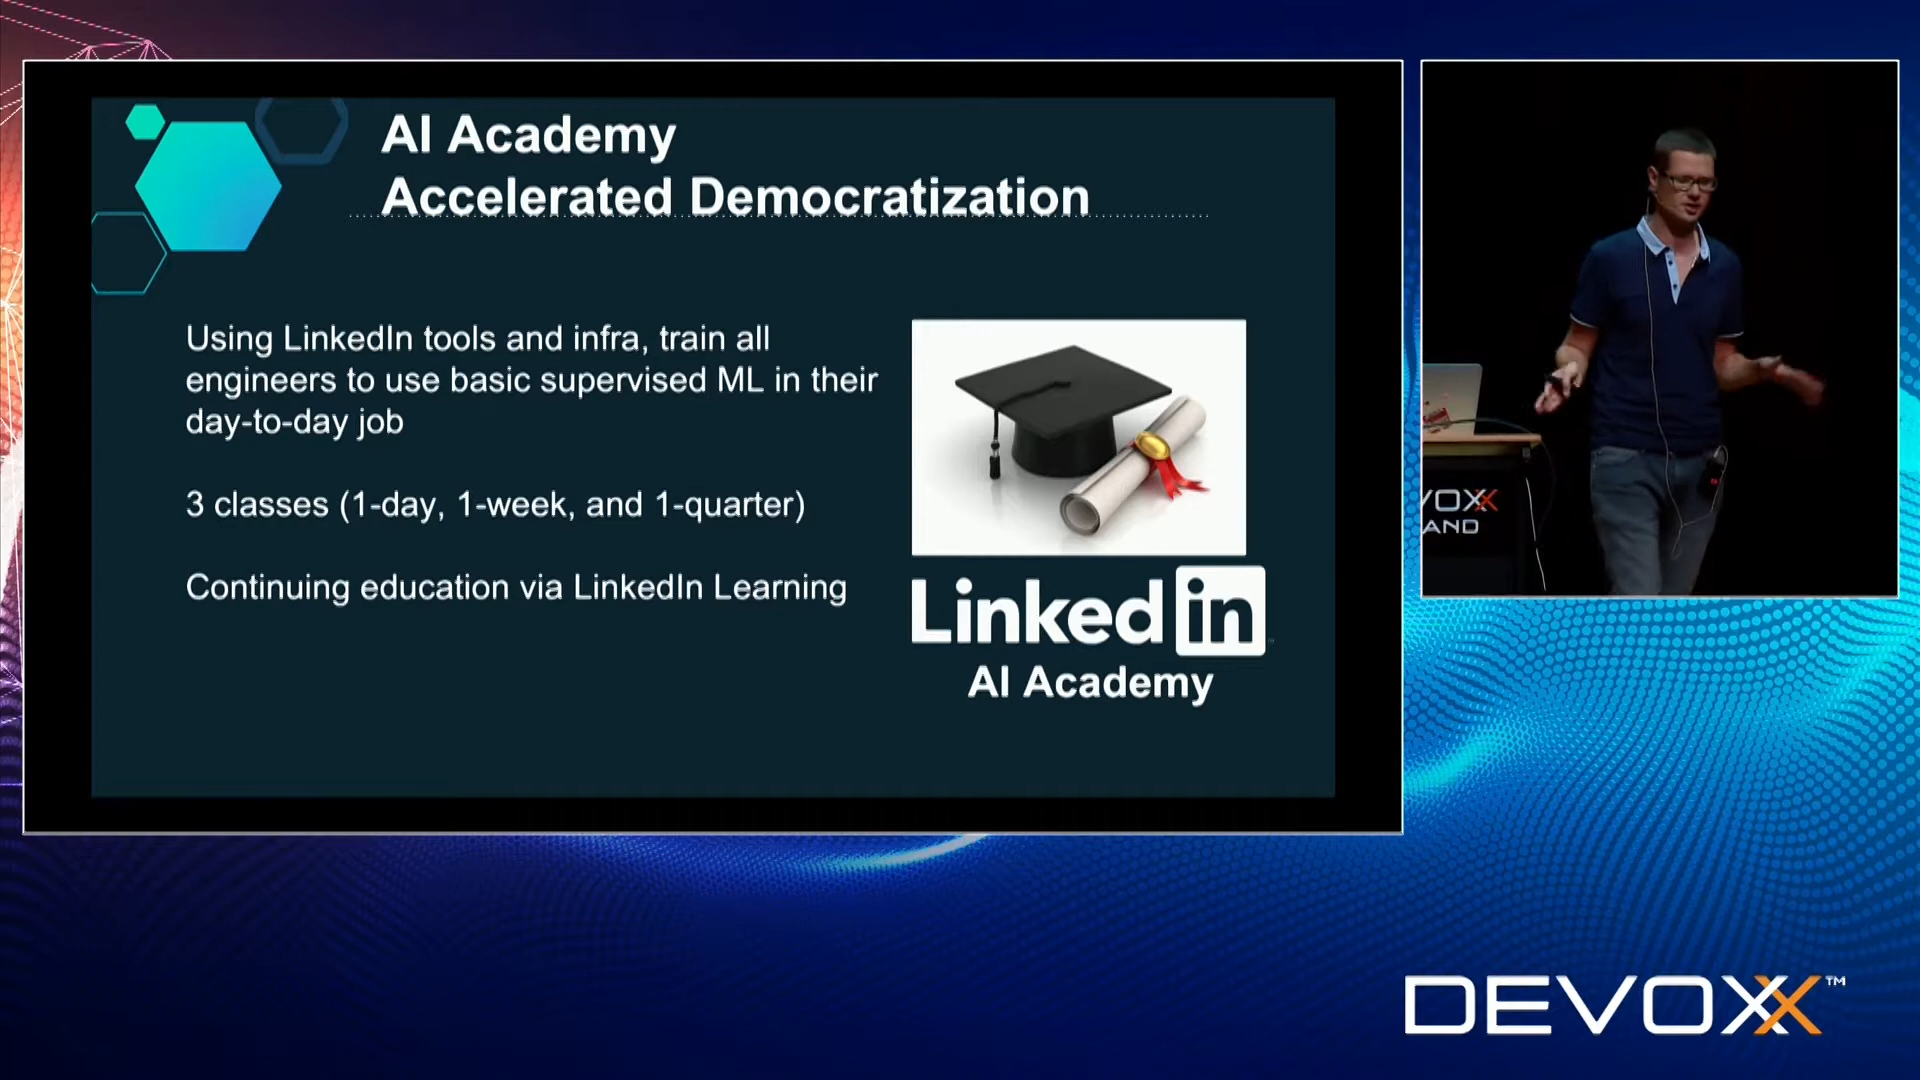 AI Academy
Accelerated Democratization
Using LinkedIn tools and infra, train all
engineers to use basic supervised ML in their
day-to-day job
3 classes (1-day, 1-week, and 1-quarter)
Continuing education via LinkedIn Learning
Linked in
AI Academy
VOXX
AND
DEVOXX™